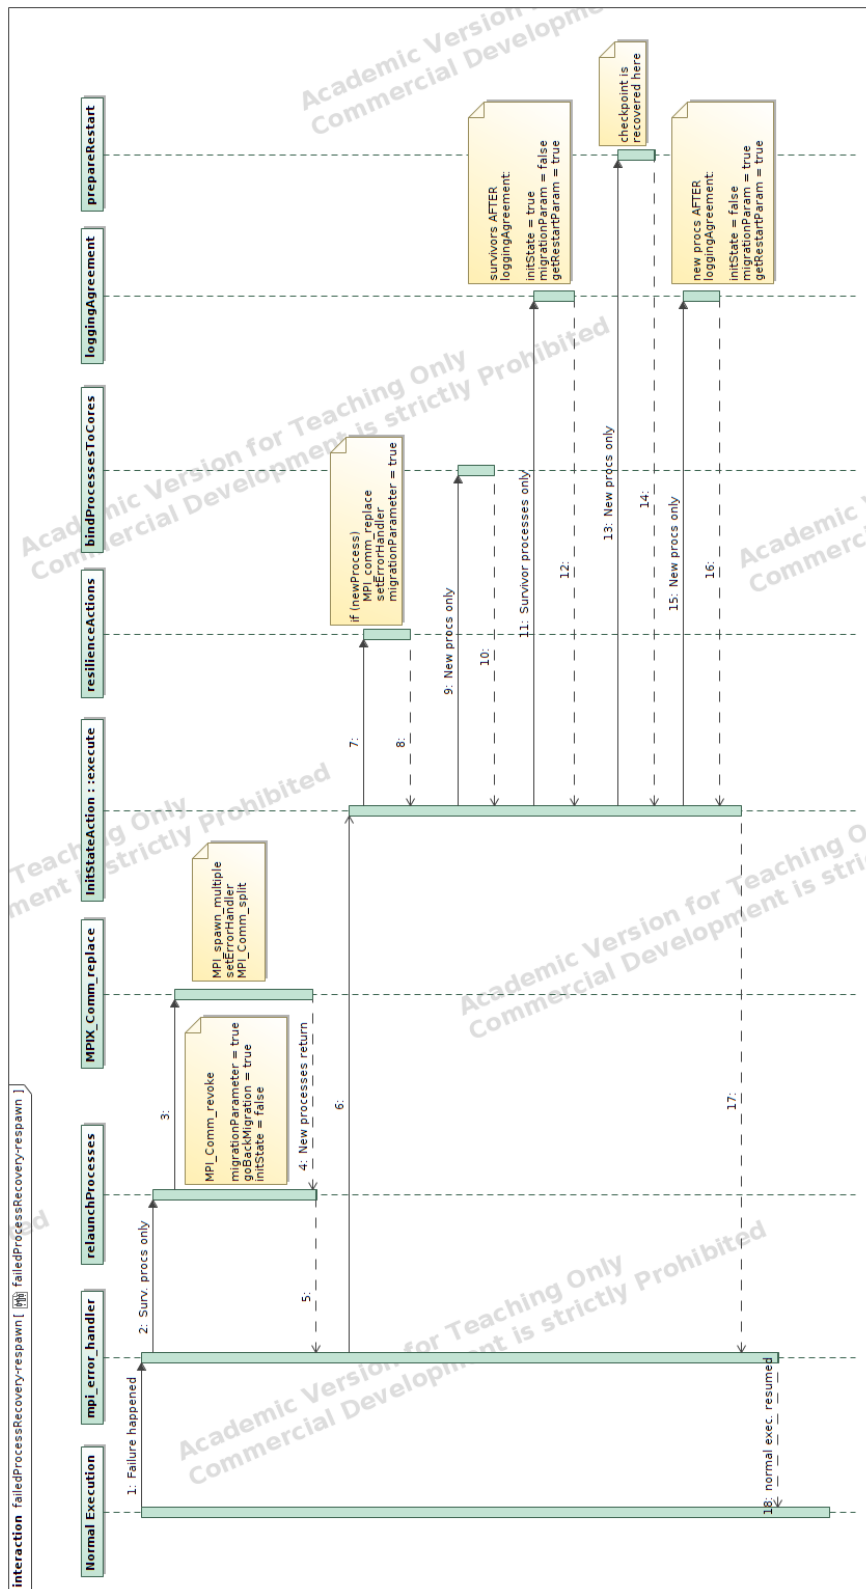 interaction failedProcessRecovery-respawn [ failedProcessRecovery-respawn ]
Normal Execution
mpi_error_handler
relaunchProcesses
MPIX_Comm_replace
InitStateAction : :execute
resilienceActions
bindProcessesToCores
loggingAgreement
prepareRestart
1: Failure happened
2: Surv. procs only
3:
MPI_Comm_revoke
migrationParameter = true
goBackMigration = true
initState = false
MPI_spawn_multiple
setErrorHandler
MPI_Comm_split
4: New processes return
5:
6:
7:
if (newProcess)
MPI_comm_replace
setErrorHandler
migrationParameter = true
8:
9: New procs only
10:
11: Survivor processes only
survivors AFTER
loggingAgreement:
initState = true
migrationParam = false
getRestartParam = true
12:
13: New procs only
checkpoint is
recovered here
14:
15: New procs only
new procs AFTER
loggingAgreement:
initState = false
migrationParam = true
getRestartParam = true
16:
17:
18: normal exec. resumed
Academic Version for Teaching Only
Commercial Development is strictly Prohibited